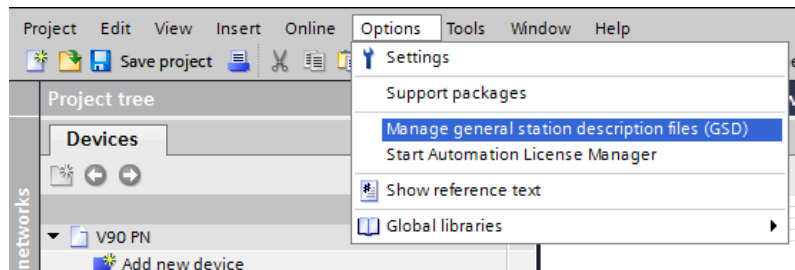 Project Edit View Insert Online Options Tools Window Help
Save project
Settings
Support packages
Manage general station description files (GSD)
Start Automation License Manager
Show reference text
Global libraries
Project tree
Devices
networks
V90 PN
Add new device